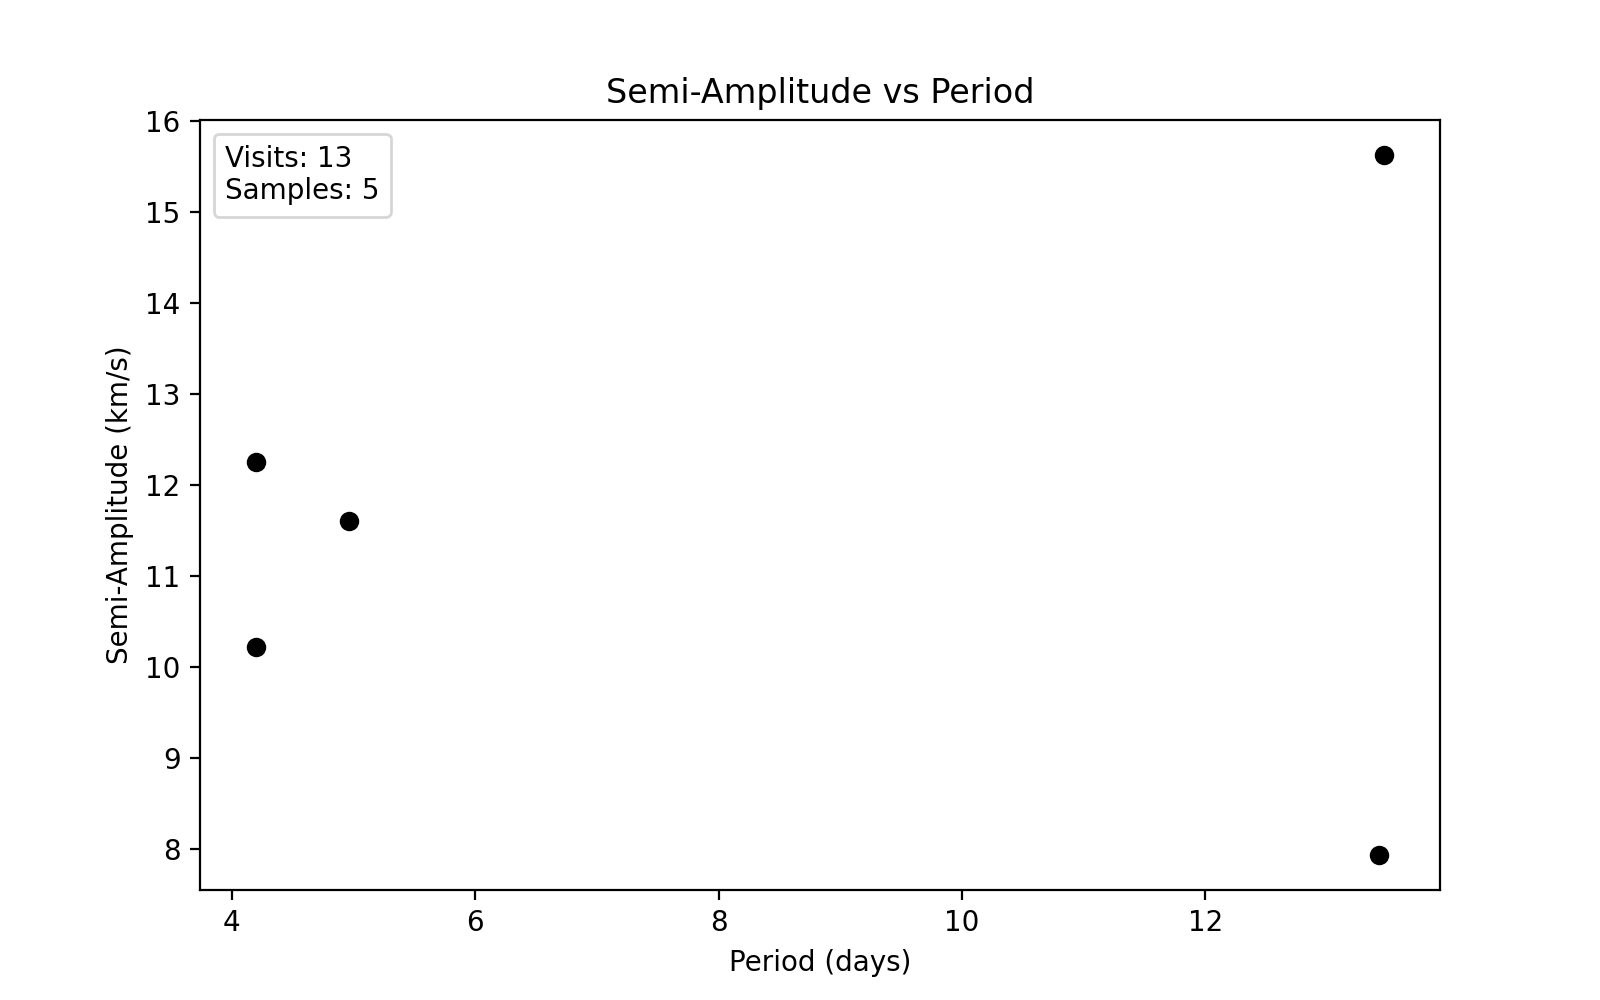 Semi-Amplitude vs Period
Visits: 13
Samples: 5
16
15
14
13
12
11
10
9
8
Semi-Amplitude (km/s)
4 6 8 10 12
Period (days)